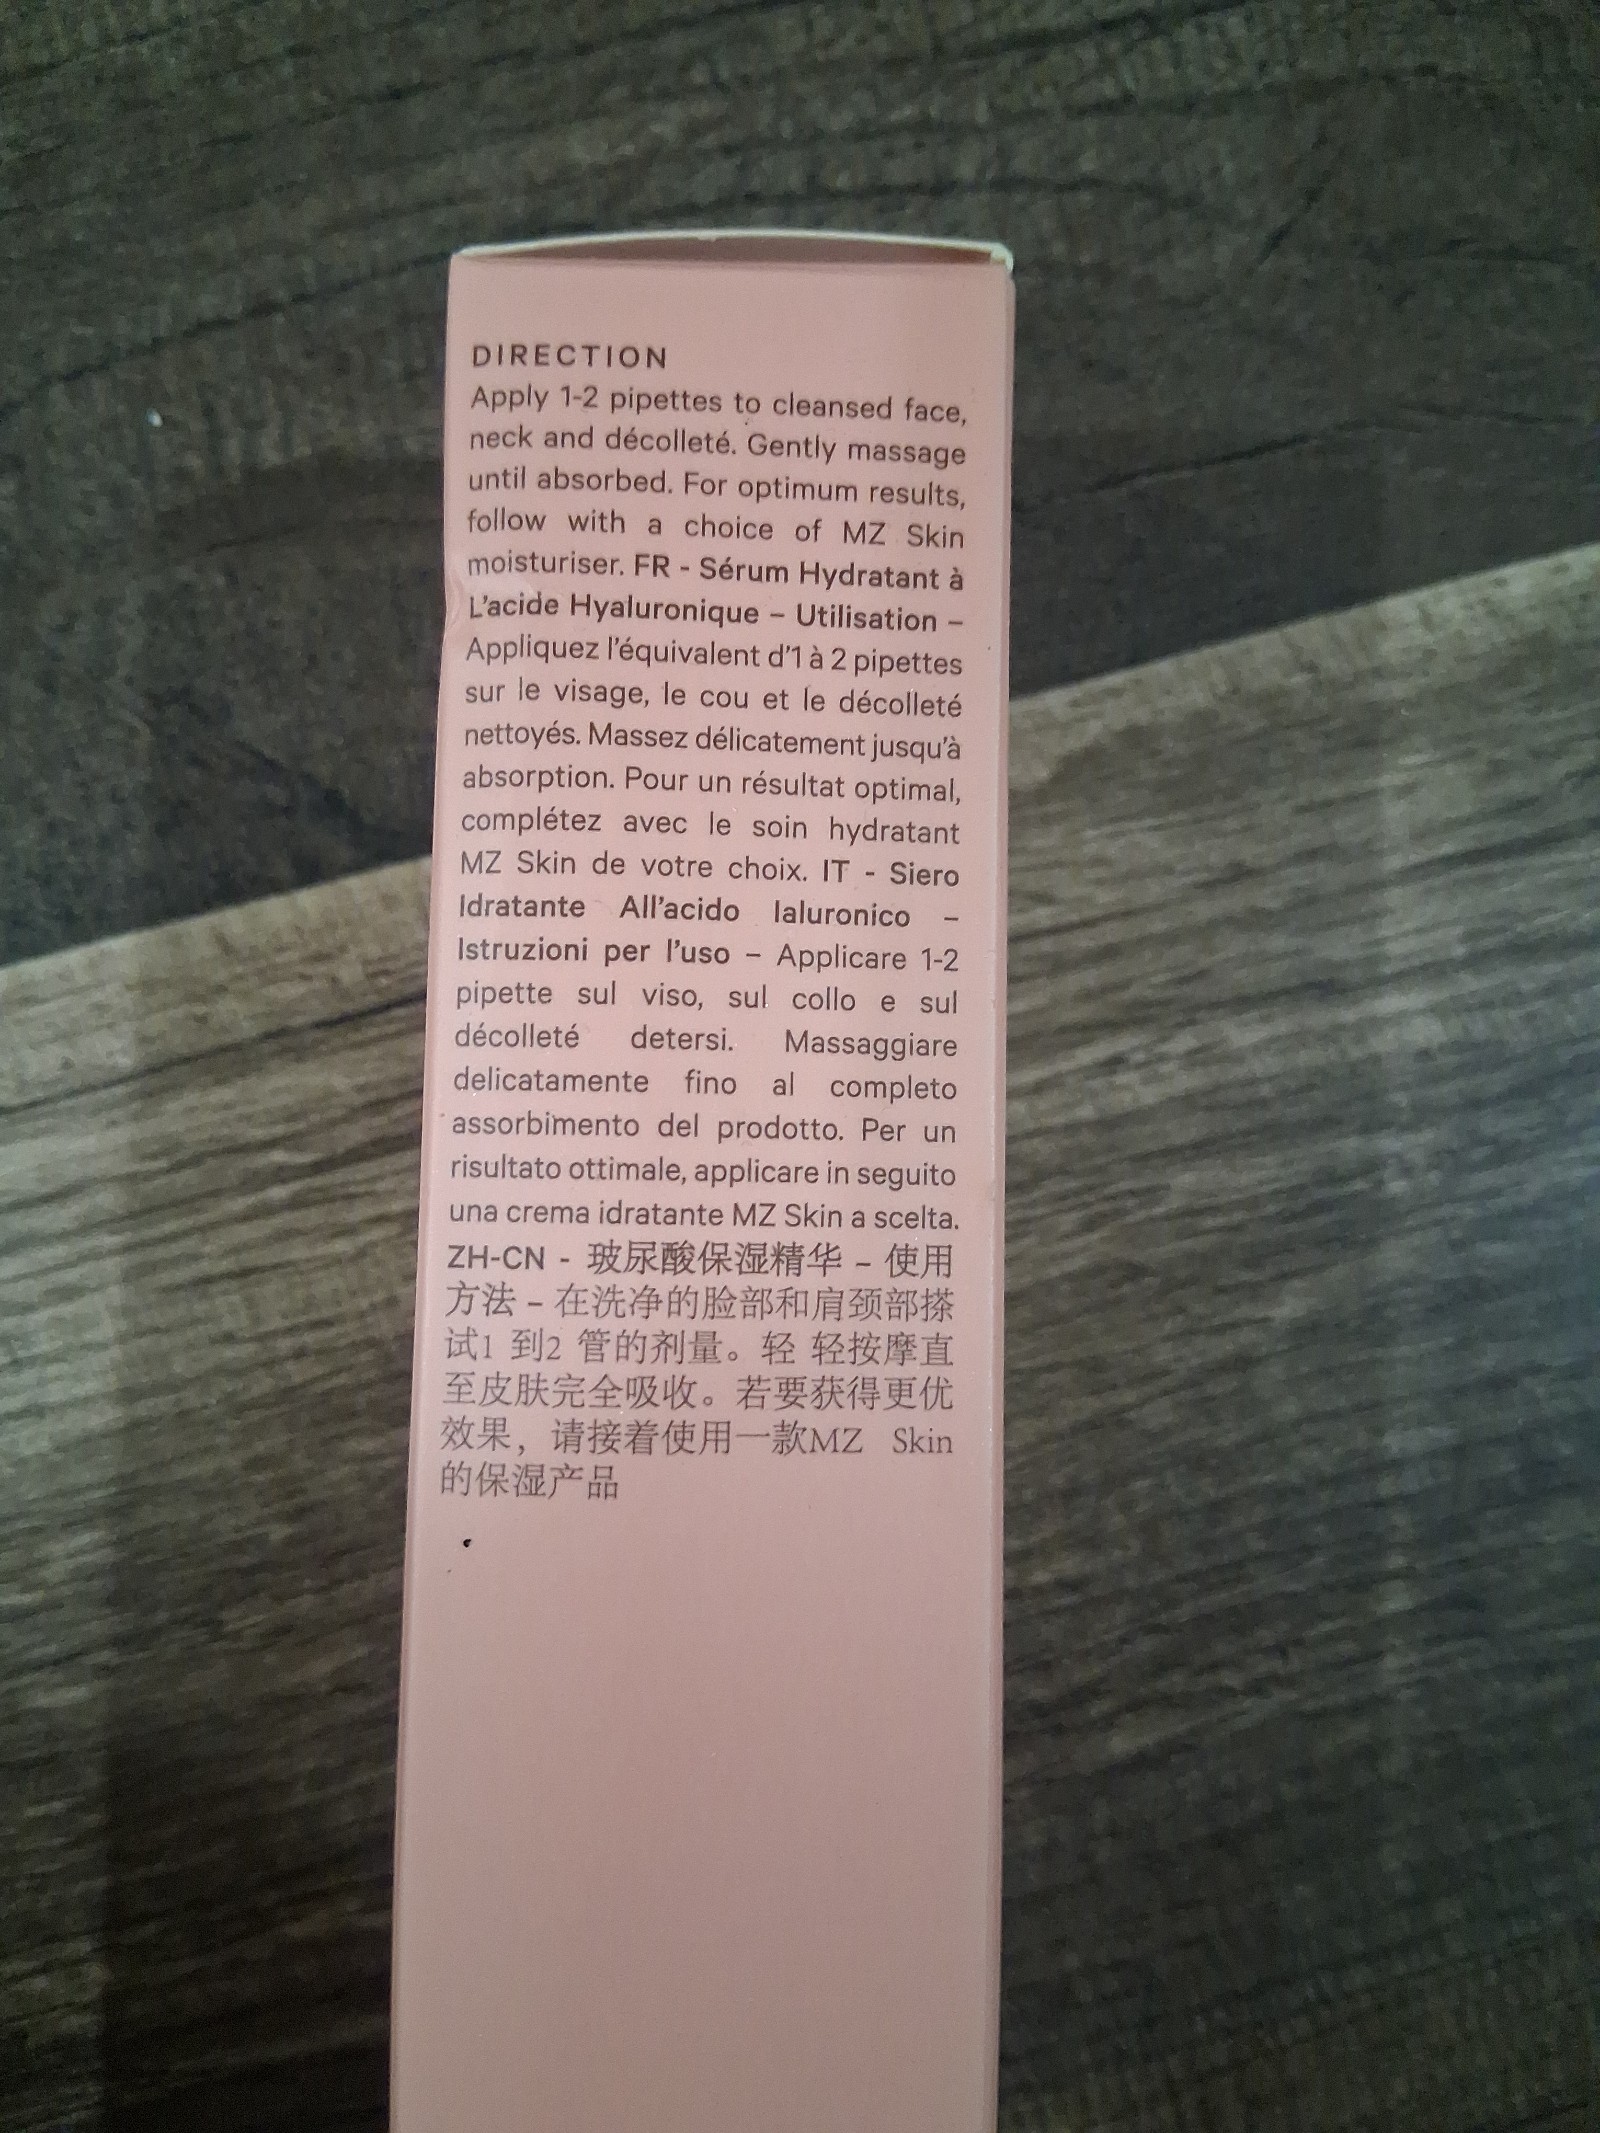 DIRECTION
Apply 1-2 pipettes to cleansed face,
neck and décolleté. Gently massage
until absorbed. For optimum results,
follow with a choice of MZ Skin
moisturiser. FR - Sérum Hydratant à
L'acide Hyaluronique – Utilisation –
Appliquez l'équivalent d'1 à 2 pipettes
sur le visage, le cou et le décolleté
nettoyés. Massez délicatement jusqu'à
absorption. Pour un résultat optimal,
complétez avec le soin hydratant
MZ Skin de votre choix. IT - Siero
Idratante All'acido Ialuronico –
Istruzioni per l'uso – Applicare 1-2
pipette sul viso, sul collo e sul
décolleté detersi. Massaggiare
delicatamente fino al completo
assorbimento del prodotto. Per un
risultato ottimale, applicare in seguito
una crema idratante MZ Skin a scelta.
ZH-CN - 玻尿酸保湿精华 – 使用
方法 – 在洗净的脸部和肩颈部搽
试1 到2 管的剂量。轻 轻按摩直
至皮肤完全吸收。若要获得更优
效果，请接着使用一款MZ Skin
的保湿产品